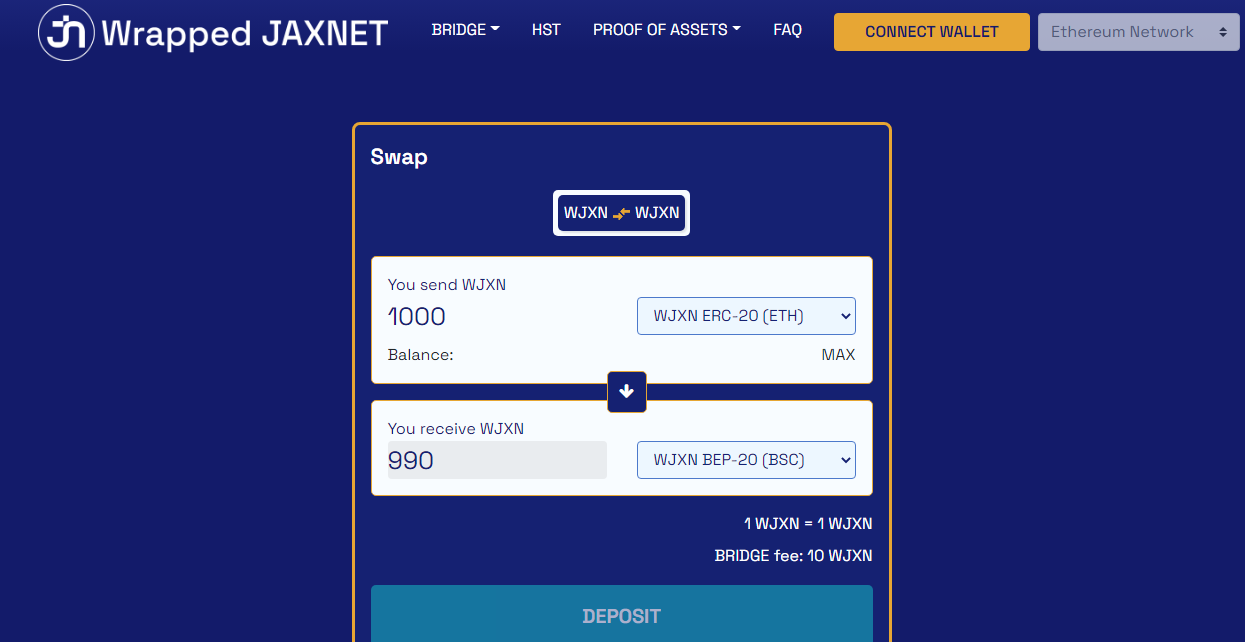 Wrapped JAXNET BRIDGE HST PROOF OF ASSETS FAQ CONNECT WALLET Ethereum Network
Swap
WJXN WJXN
You send WJXN
1000 WJXN ERC-20 (ETH)
Balance: MAX
You receive WJXN
990 WJXN BEP-20 (BSC)
1 WJXN = 1 WJXN
BRIDGE fee: 10 WJXN
DEPOSIT